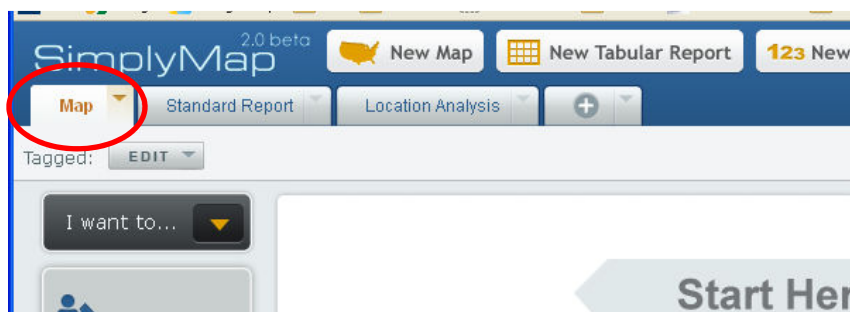 SimplyMap 2.0 beta New Map New Tabular Report 123 New
Map Standard Report Location Analysis
Tagged: EDIT
I want to...
Start Her